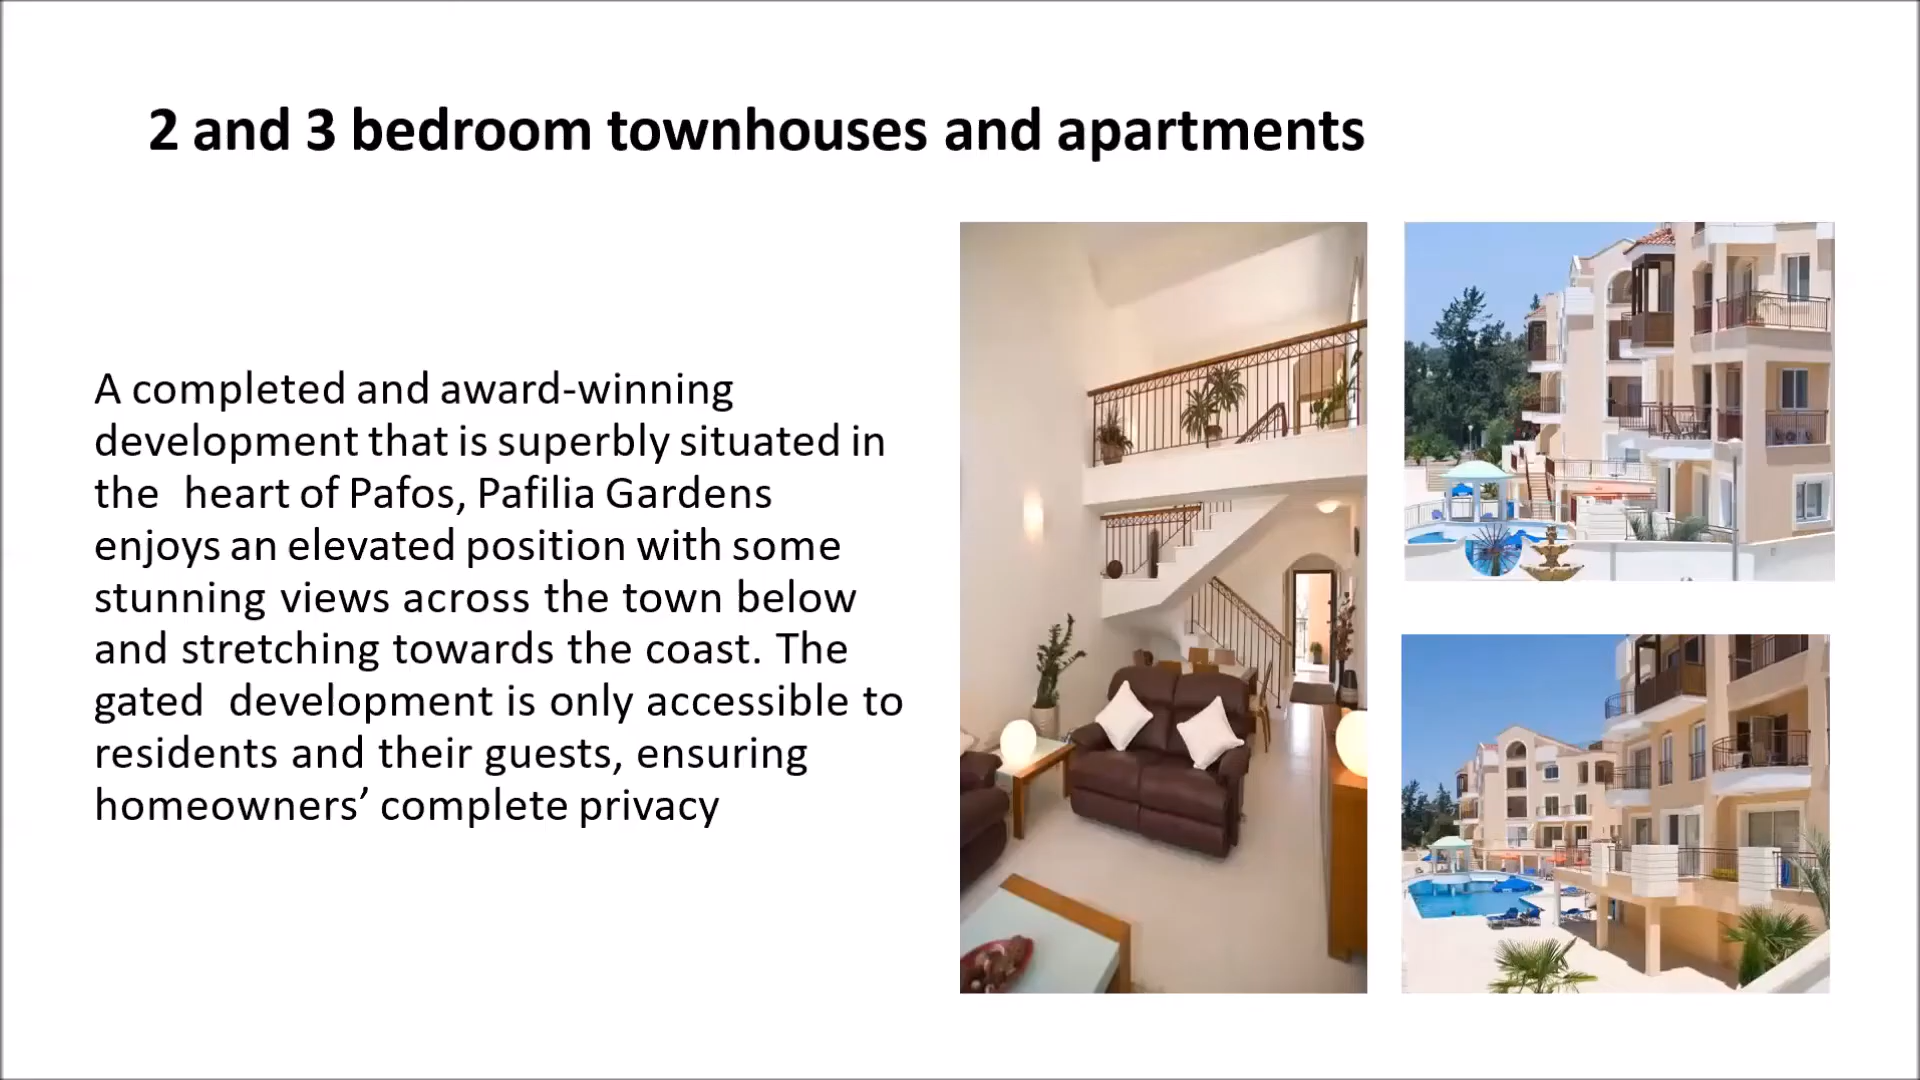 2 and 3 bedroom townhouses and apartments
A completed and award-winning
development that is superbly situated in
the  heart of Pafos, Pafilia Gardens
enjoys an elevated position with some
stunning views across the town below
and stretching towards the coast. The
gated  development is only accessible to
residents and their guests, ensuring
homeowners’ complete privacy